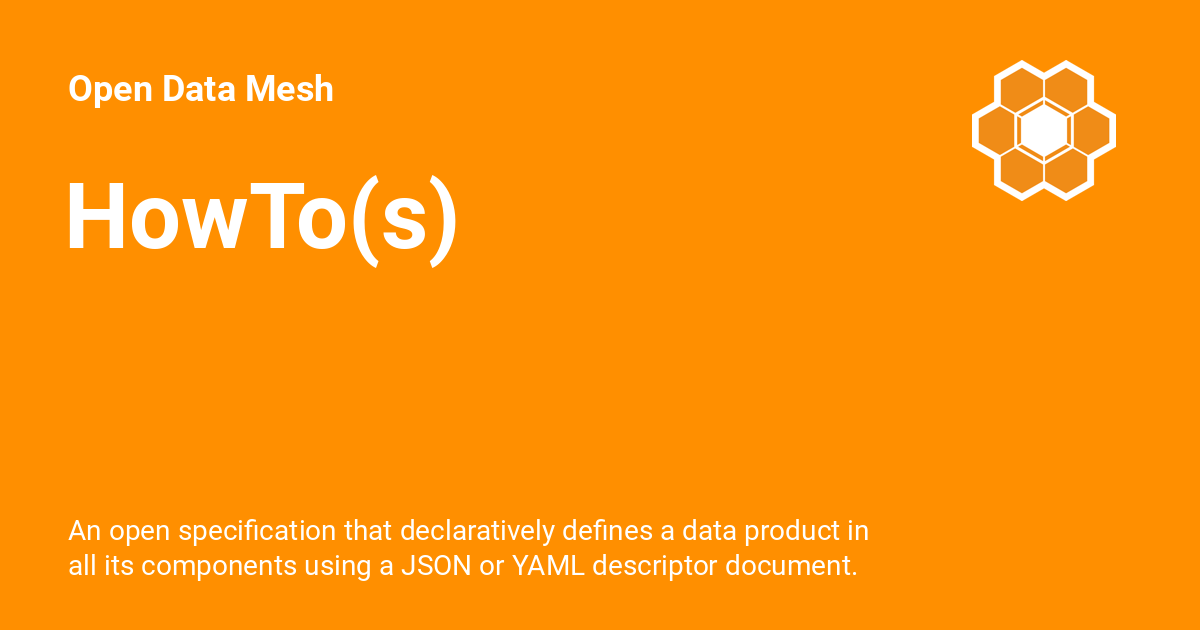 Open Data Mesh
HowTo(s)
An open specification that declaratively defines a data product in
all its components using a JSON or YAML descriptor document.